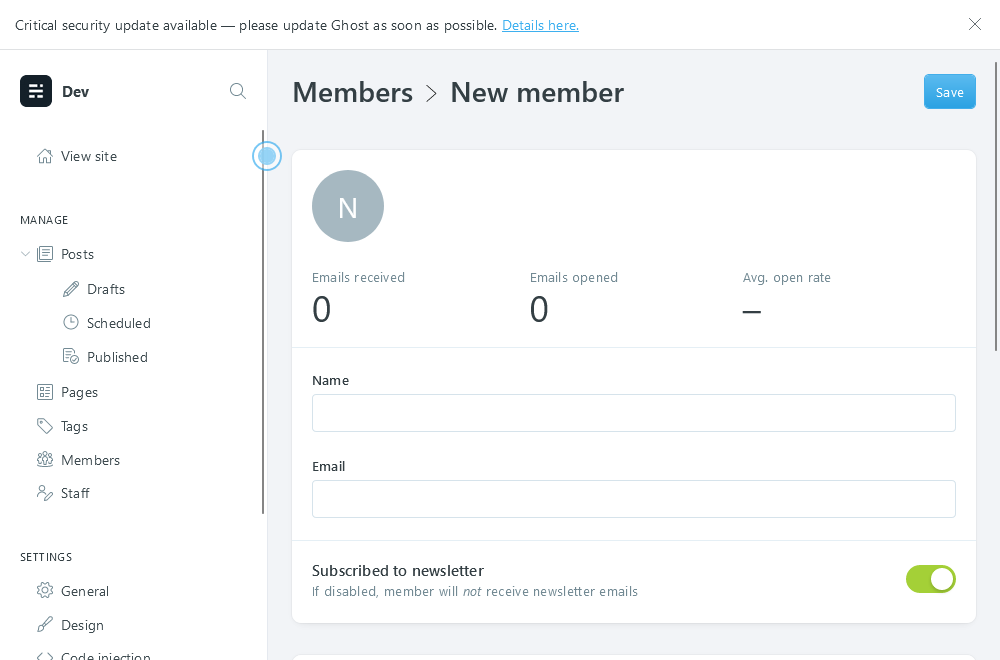 Critical security update available — please update Ghost as soon as possible. Details here.
Dev
View site
MANAGE
Posts
Drafts
Scheduled
Published
Pages
Tags
Members
Staff
SETTINGS
General
Design
Code injection
Members > New member
Save
N
Emails received
0
Emails opened
0
Avg. open rate
–
Name
Email
Subscribed to newsletter
If disabled, member will not receive newsletter emails